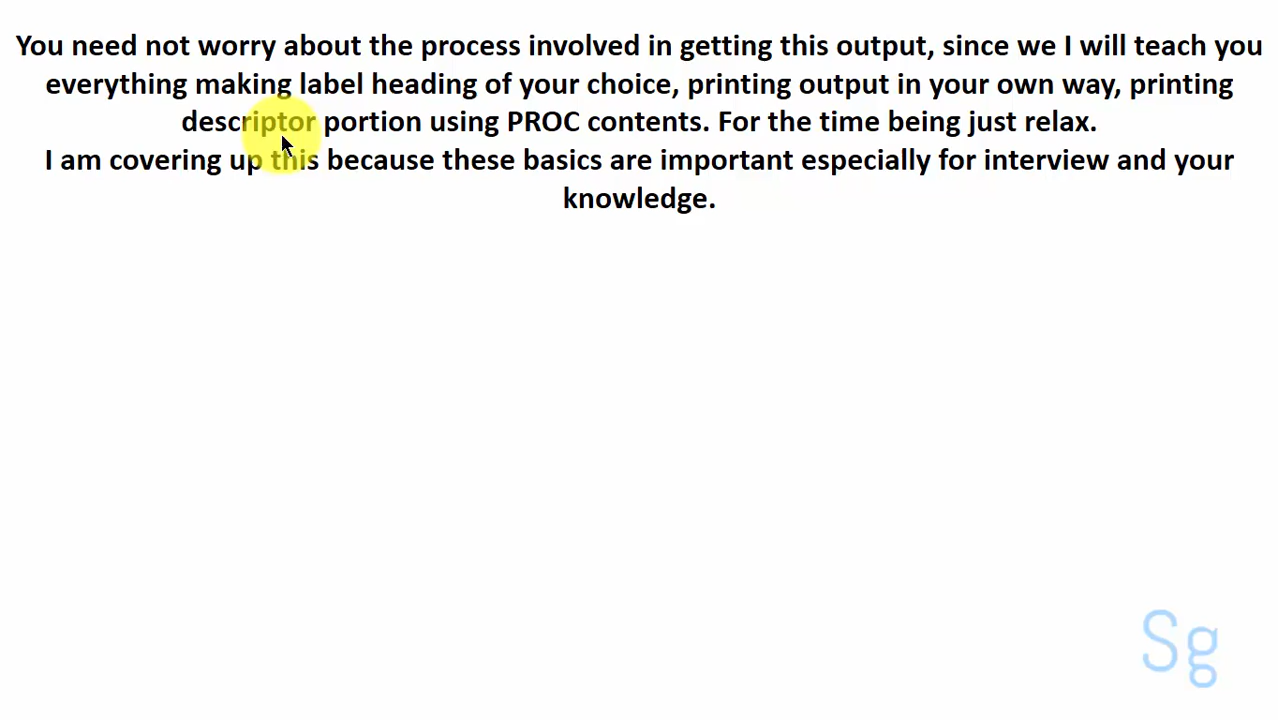 You need not worry about the process involved in getting this output, since we I will teach you
everything making label heading of your choice, printing output in your own way, printing
descriptor portion using PROC contents. For the time being just relax.
I am covering up this because these basics are important especially for interview and your
knowledge.
Sg